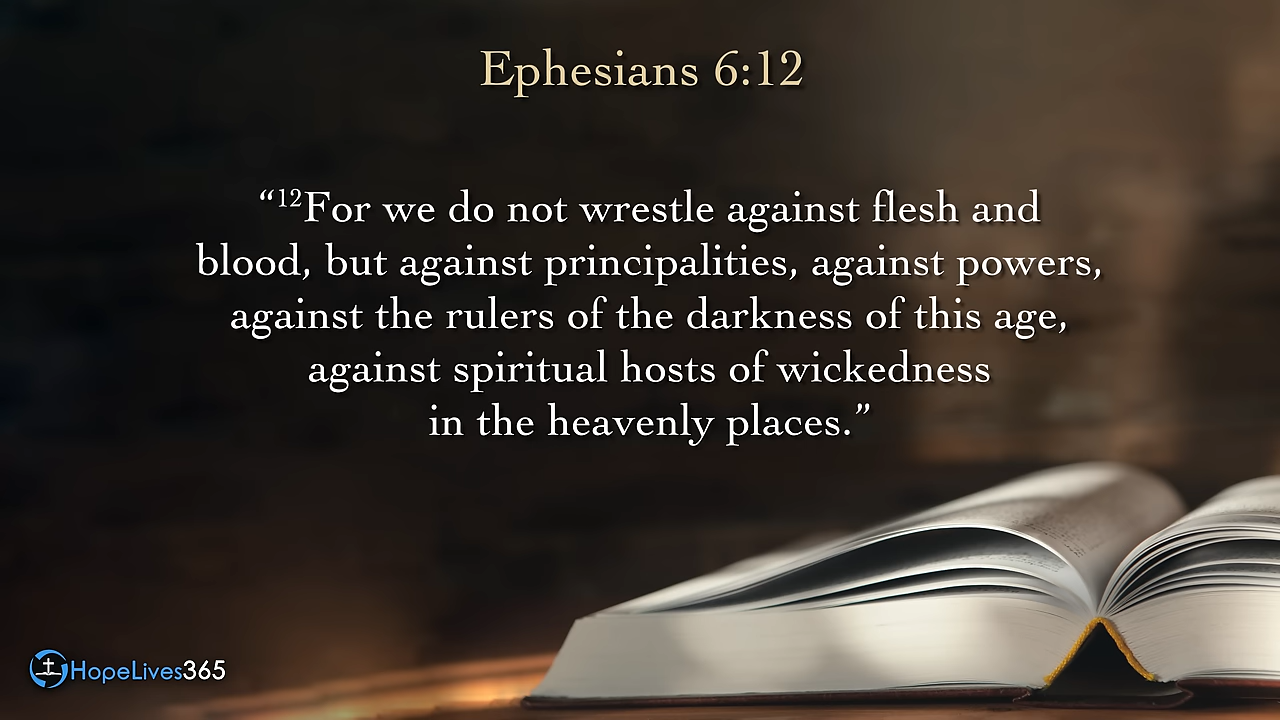 Ephesians 6:12
“¹²For we do not wrestle against flesh and
blood, but against principalities, against powers,
against the rulers of the darkness of this age,
against spiritual hosts of wickedness
in the heavenly places.”
HopeLives365